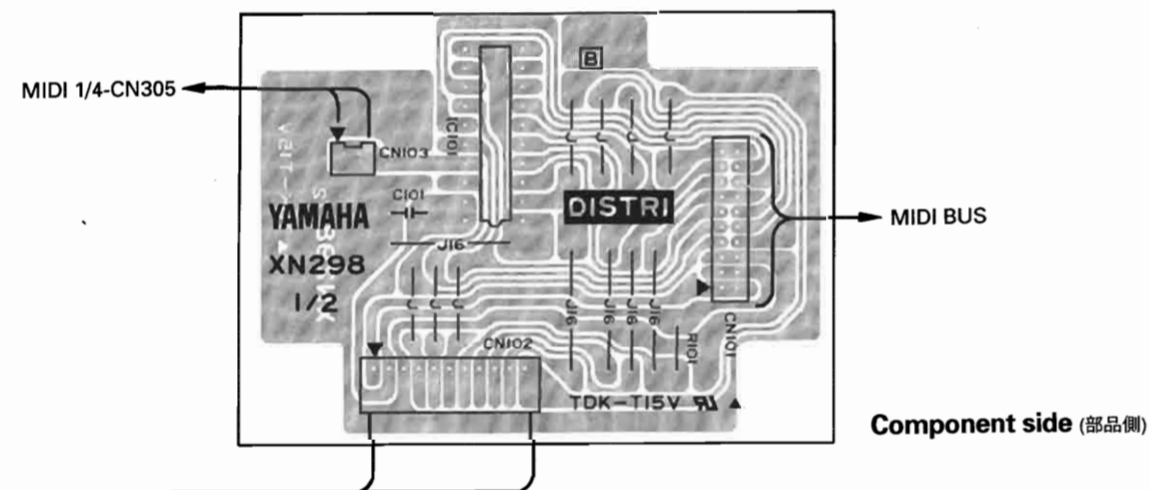 B
MIDI 1/4-CN305
IC101
CN103
C101
DISTRI
YAMAHA
MIDI BUS
J16
XN298
1/2
J
J
J
J
J
J
J
J16
J16
J16
J16
R101
CN101
CN102
TDK-T15V
Component side (部品側)